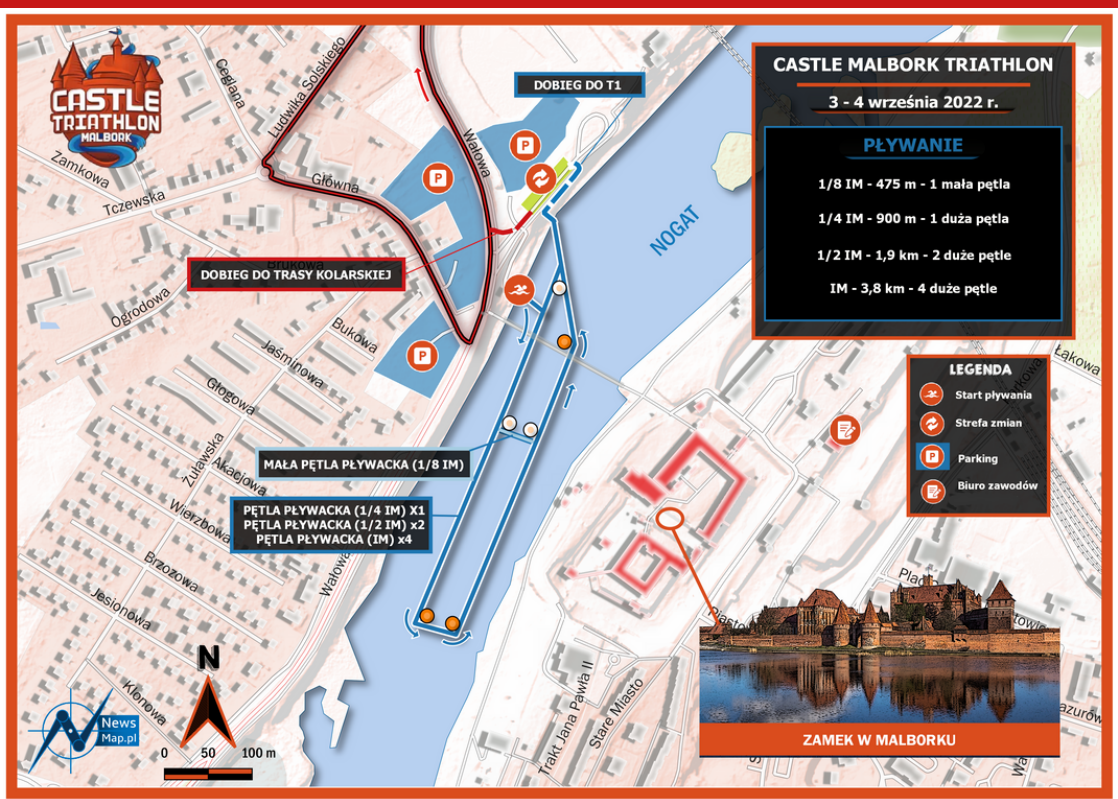 CASTLE
TRIATHLON
MALBORK
Ceglana
Ludwika Solskiego
Zamkowa
Tczewska
Główna
Wałowa
DOBIEG DO T1
P
P
P
DOBIEG DO TRASY KOLARSKIEJ
Brukowa
Ogrodowa
Bukowa
Jaśminowa
Głogowa
Żuławska
Akacjowa
Wierzbowa
Brzozowa
Jesionowa
Klonowa
Wałowa
NOGAT
MAŁA PĘTLA PŁYWACKA (1/8 IM)
PĘTLA PŁYWACKA (1/4 IM) X1
PĘTLA PŁYWACKA (1/2 IM) x2
PĘTLA PŁYWACKA (IM) x4
CASTLE MALBORK TRIATHLON
3 - 4 września 2022 r.
PŁYWANIE
1/8 IM - 475 m - 1 mała pętla
1/4 IM - 900 m - 1 duża pętla
1/2 IM - 1,9 km - 2 duże pętle
IM - 3,8 km - 4 duże pętle
Łąkowa
LEGENDA
Start pływania
Strefa zmian
P Parking
Biuro zawodów
Trakt Jana Pawła II
Stare Miasto
ZAMEK W MALBORKU
N
0 50 100 m
News
Map.pl